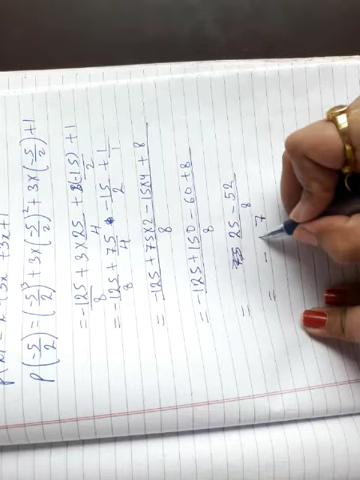 P(-5/2) = (-5/2)³ + 3×(-5/2)² + 3×(-5/2) + 1
= -125/8 + 3×25/4 + 3(-15)/2 + 1
= -125/8 + 75/4 -15/2 + 1/1
= -125 + 75×2 - 15×4 + 8 / 8
= -125 + 150 - 60 + 8 / 8
= 25 - 52 / 8
= - 7